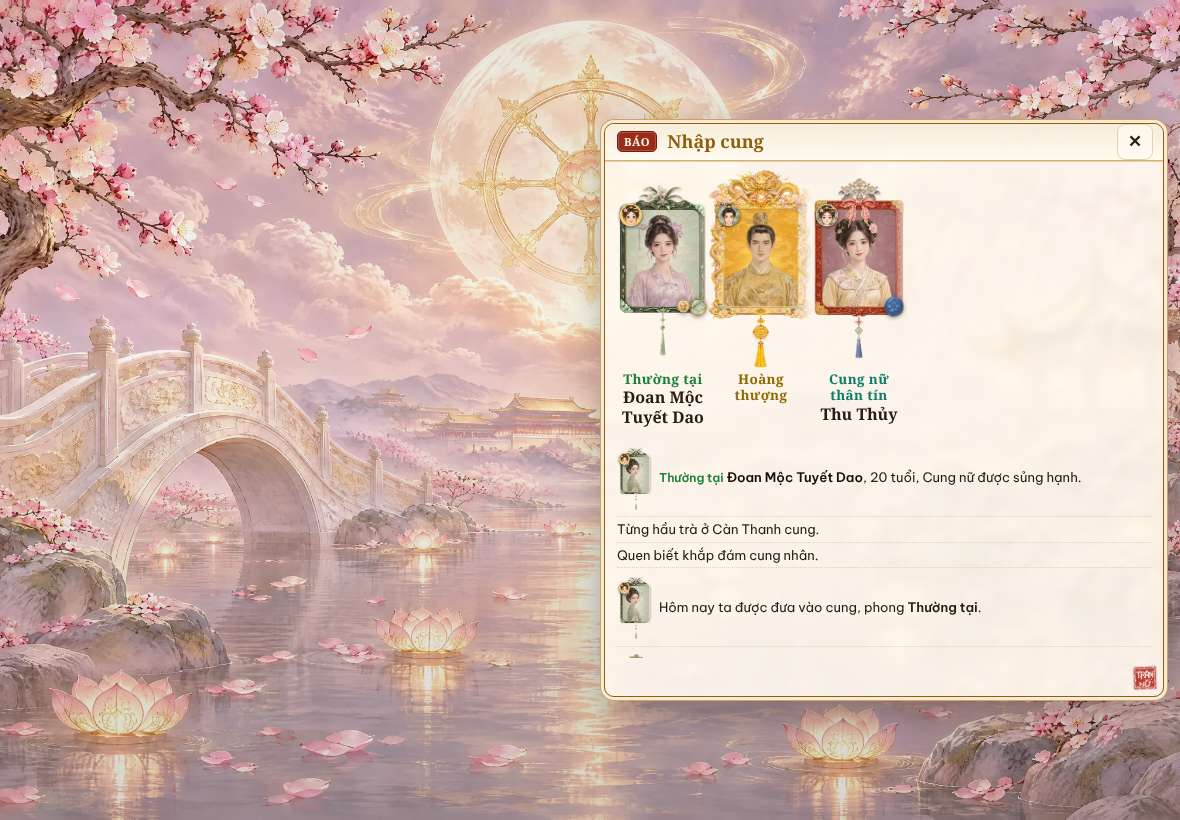 BÁO Nhập cung ✕
Thường tại
Đoan Mộc
Tuyết Dao
Hoàng
thượng
Cung nữ
thân tín
Thu Thủy
Thường tại Đoan Mộc Tuyết Dao, 20 tuổi, Cung nữ được sủng hạnh.
Từng hầu trà ở Càn Thanh cung.
Quen biết khắp đám cung nhân.
Hôm nay ta được đưa vào cung, phong Thường tại.